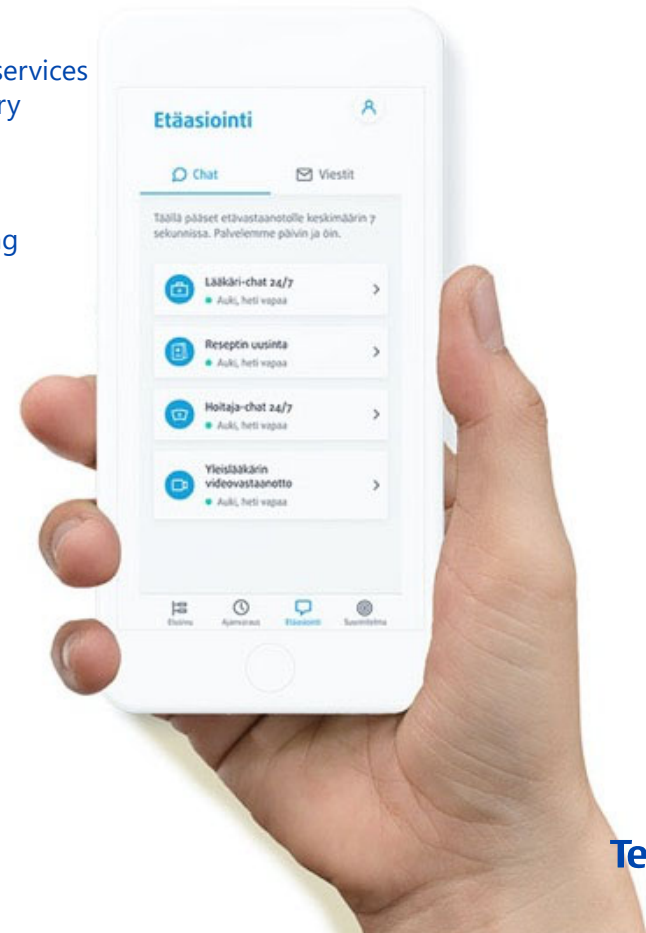 services
ry
g
Etäasiointi
Chat
Viestit
Täällä pääset etävastaanotolle keskimäärin 7
sekunnissa. Palvelemme päivin ja öin.
Lääkäri-chat 24/7
Auki, heti vapaa
Reseptin uusinta
Auki, heti vapaa
Hoitaja-chat 24/7
Auki, heti vapaa
Yleislääkärin
videovastaanotto
Auki, heti vapaa
Etusivu
Ajanvaraus
Etäasiointi
Suunnitelma
Te